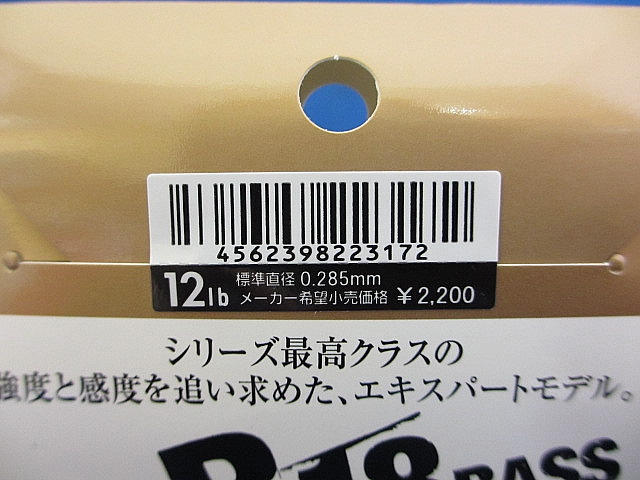 4562398223172
12lb 標準直径 0.285mm
メーカー希望小売価格 ￥2,200
シリーズ最高クラスの
強度と感度を追い求めた、エキスパートモデル。
R18 BASS